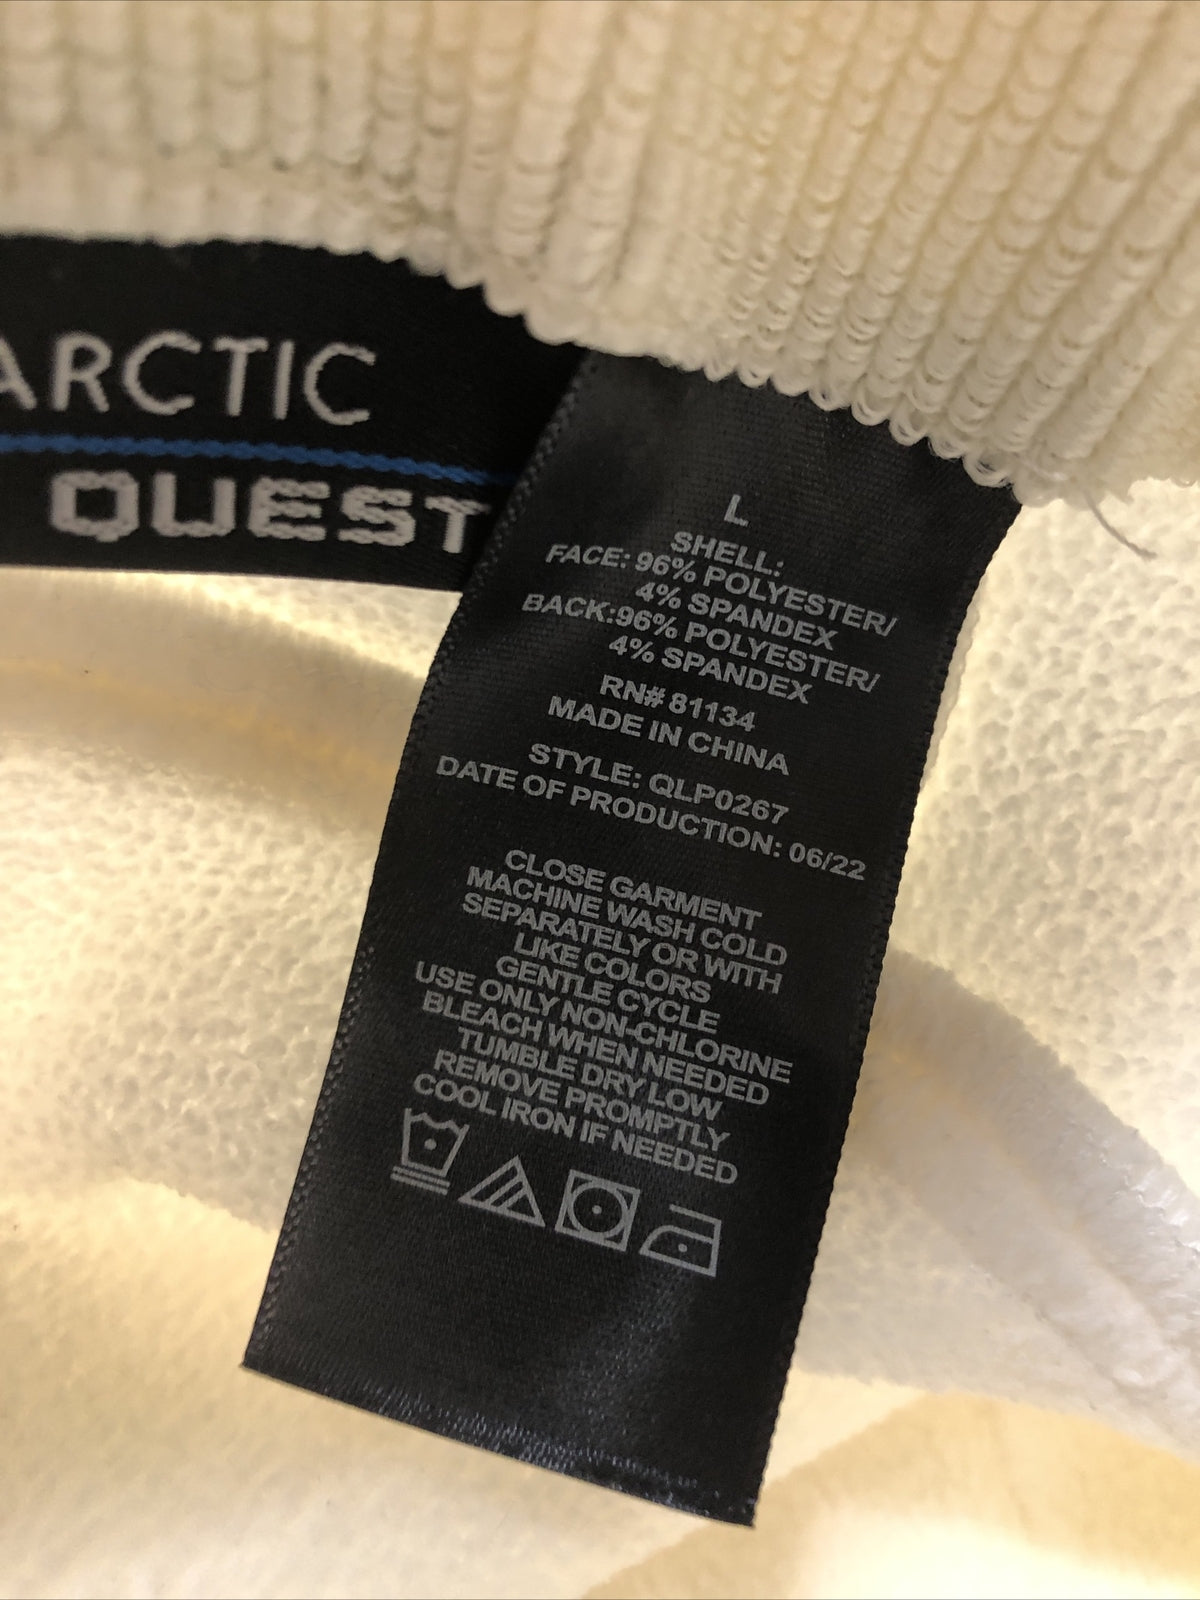 ARCTIC
QUEST
L
SHELL:
FACE: 96% POLYESTER/
4% SPANDEX
BACK:96% POLYESTER/
4% SPANDEX
RN# 81134
MADE IN CHINA
STYLE: QLP0267
DATE OF PRODUCTION: 06/22
CLOSE GARMENT
MACHINE WASH COLD
SEPARATELY OR WITH
LIKE COLORS
GENTLE CYCLE
USE ONLY NON-CHLORINE
BLEACH WHEN NEEDED
TUMBLE DRY LOW
REMOVE PROMPTLY
COOL IRON IF NEEDED